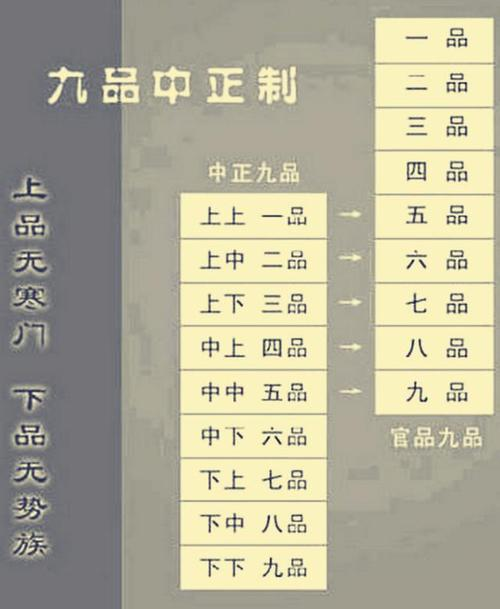 九品中正制
上品无寒门 下品无势族
中正九品
上上 一品
上中 二品
上下 三品
中上 四品
中中 五品
中下 六品
下上 七品
下中 八品
下下 九品
一 品
二 品
三 品
四 品
五 品
六 品
七 品
八 品
九 品
官品九品